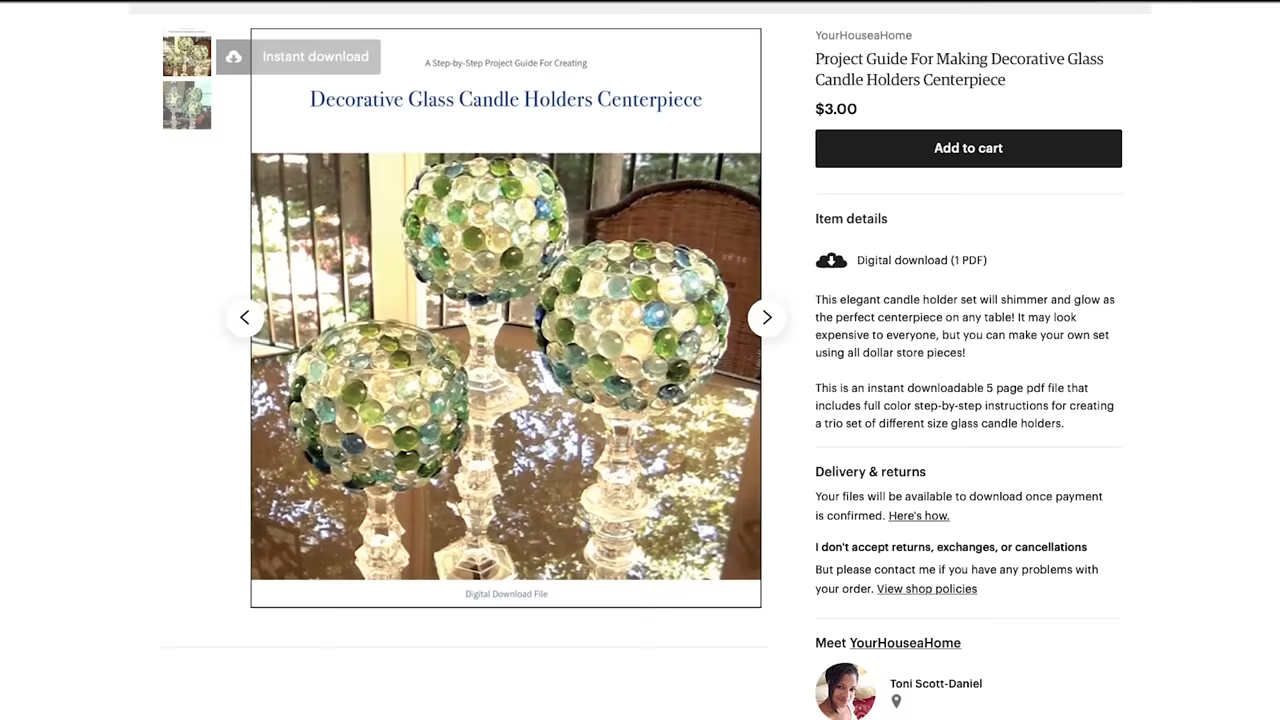 Instant download
A Step-by-Step Project Guide For Creating
Decorative Glass Candle Holders Centerpiece
Digital Download File
YourHouseaHome
Project Guide For Making Decorative Glass
Candle Holders Centerpiece
$3.00
Add to cart
Item details
Digital download (1 PDF)
This elegant candle holder set will shimmer and glow as
the perfect centerpiece on any table! It may look
expensive to everyone, but you can make your own set
using all dollar store pieces!
This is an instant downloadable 5 page pdf file that
includes full color step-by-step instructions for creating
a trio set of different size glass candle holders.
Delivery & returns
Your files will be available to download once payment
is confirmed. Here's how.
I don't accept returns, exchanges, or cancellations
But please contact me if you have any problems with
your order. View shop policies
Meet YourHouseaHome
Toni Scott-Daniel